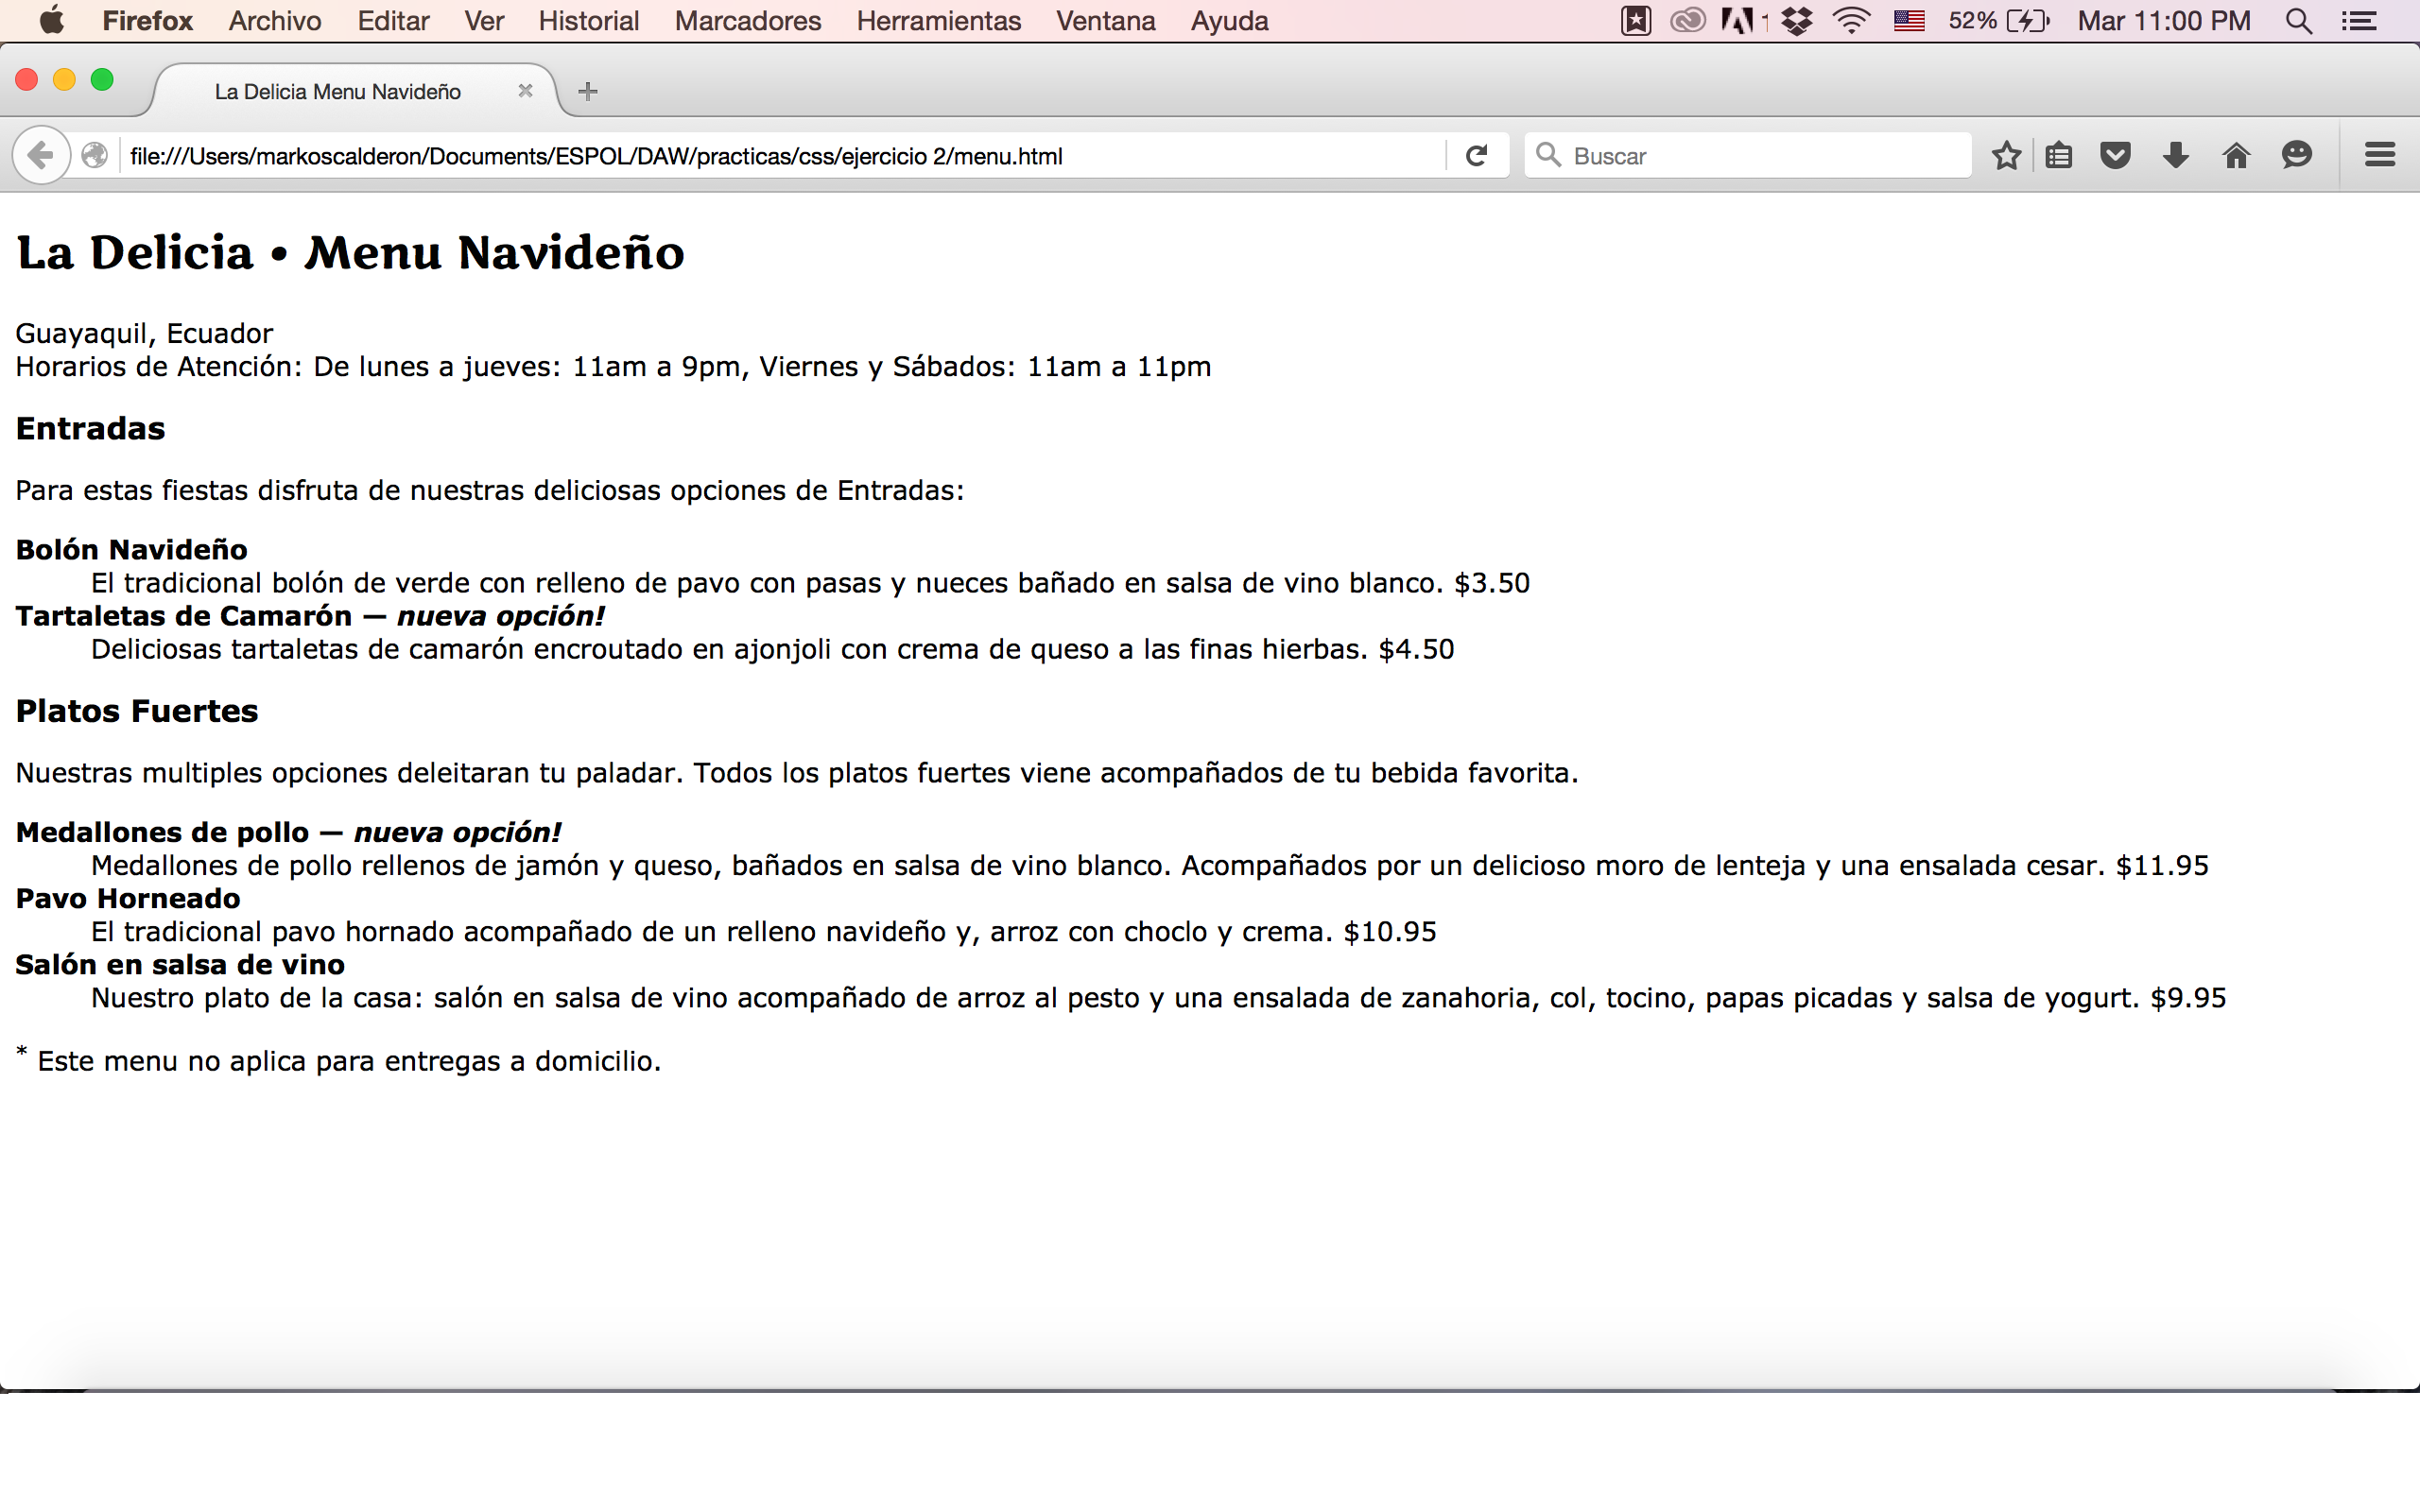 Firefox Archivo Editar Ver Historial Marcadores Herramientas Ventana Ayuda 52% Mar 11:00 PM
La Delicia Menu Navideño
file:///Users/markoscalderon/Documents/ESPOL/DAW/practicas/css/ejercicio 2/menu.html Buscar
La Delicia • Menu Navideño
Guayaquil, Ecuador
Horarios de Atención: De lunes a jueves: 11am a 9pm, Viernes y Sábados: 11am a 11pm
Entradas
Para estas fiestas disfruta de nuestras deliciosas opciones de Entradas:
Bolón Navideño
El tradicional bolón de verde con relleno de pavo con pasas y nueces bañado en salsa de vino blanco. $3.50
Tartaletas de Camarón — nueva opción!
Deliciosas tartaletas de camarón encroutado en ajonjoli con crema de queso a las finas hierbas. $4.50
Platos Fuertes
Nuestras multiples opciones deleitaran tu paladar. Todos los platos fuertes viene acompañados de tu bebida favorita.
Medallones de pollo — nueva opción!
Medallones de pollo rellenos de jamón y queso, bañados en salsa de vino blanco. Acompañados por un delicioso moro de lenteja y una ensalada cesar. $11.95
Pavo Horneado
El tradicional pavo hornado acompañado de un relleno navideño y, arroz con choclo y crema. $10.95
Salón en salsa de vino
Nuestro plato de la casa: salón en salsa de vino acompañado de arroz al pesto y una ensalada de zanahoria, col, tocino, papas picadas y salsa de yogurt. $9.95
* Este menu no aplica para entregas a domicilio.